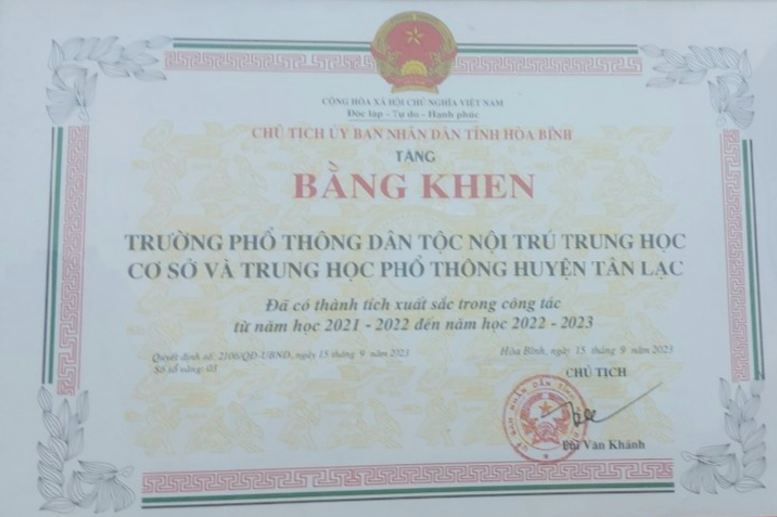 CỘNG HÒA XÃ HỘI CHỦ NGHĨA VIỆT NAM
Độc lập - Tự do - Hạnh phúc
CHỦ TỊCH ỦY BAN NHÂN DÂN TỈNH HÒA BÌNH
TẶNG
BẰNG KHEN
TRƯỜNG PHỔ THÔNG DÂN TỘC NỘI TRÚ TRUNG HỌC
CƠ SỞ VÀ TRUNG HỌC PHỔ THÔNG HUYỆN TÂN LẠC
Đã có thành tích xuất sắc trong công tác
từ năm học 2021 - 2022 đến năm học 2022 - 2023
Quyết định số: 2106/QĐ-UBND, ngày 15 tháng 9 năm 2023
Số sổ vàng: 03
Hòa Bình, ngày 15 tháng 9 năm 2023
CHỦ TỊCH
Bùi Văn Khánh